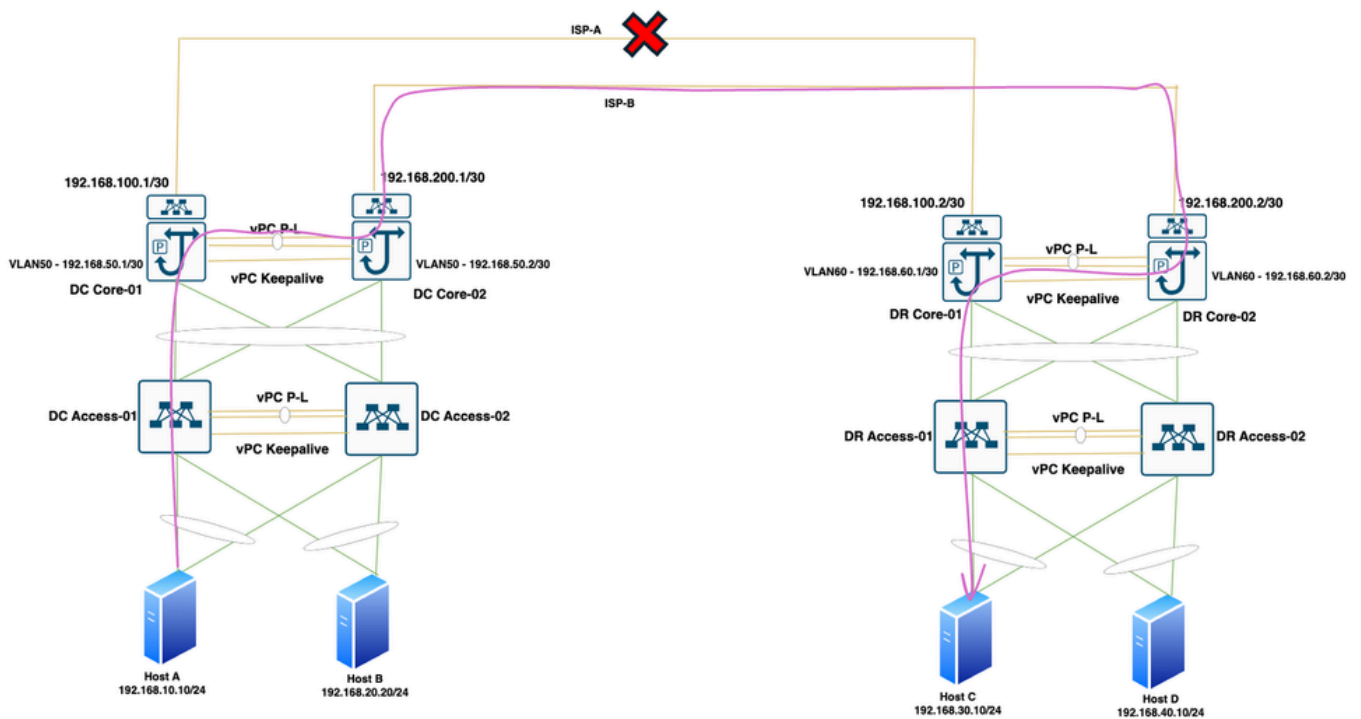 ISP-A
ISP-B
192.168.100.1/30
192.168.200.1/30
192.168.100.2/30
192.168.200.2/30
vPC P-L
P
P
VLAN50 - 192.168.50.1/30
VLAN50 - 192.168.50.2/30
vPC Keepalive
DC Core-01
DC Core-02
vPC P-L
P
P
VLAN60 - 192.168.60.1/30
VLAN60 - 192.168.60.2/30
vPC Keepalive
DR Core-01
DR Core-02
vPC P-L
DC Access-01
DC Access-02
vPC Keepalive
vPC P-L
DR Access-01
DR Access-02
vPC Keepalive
Host A
192.168.10.10/24
Host B
192.168.20.20/24
Host C
192.168.30.10/24
Host D
192.168.40.10/24